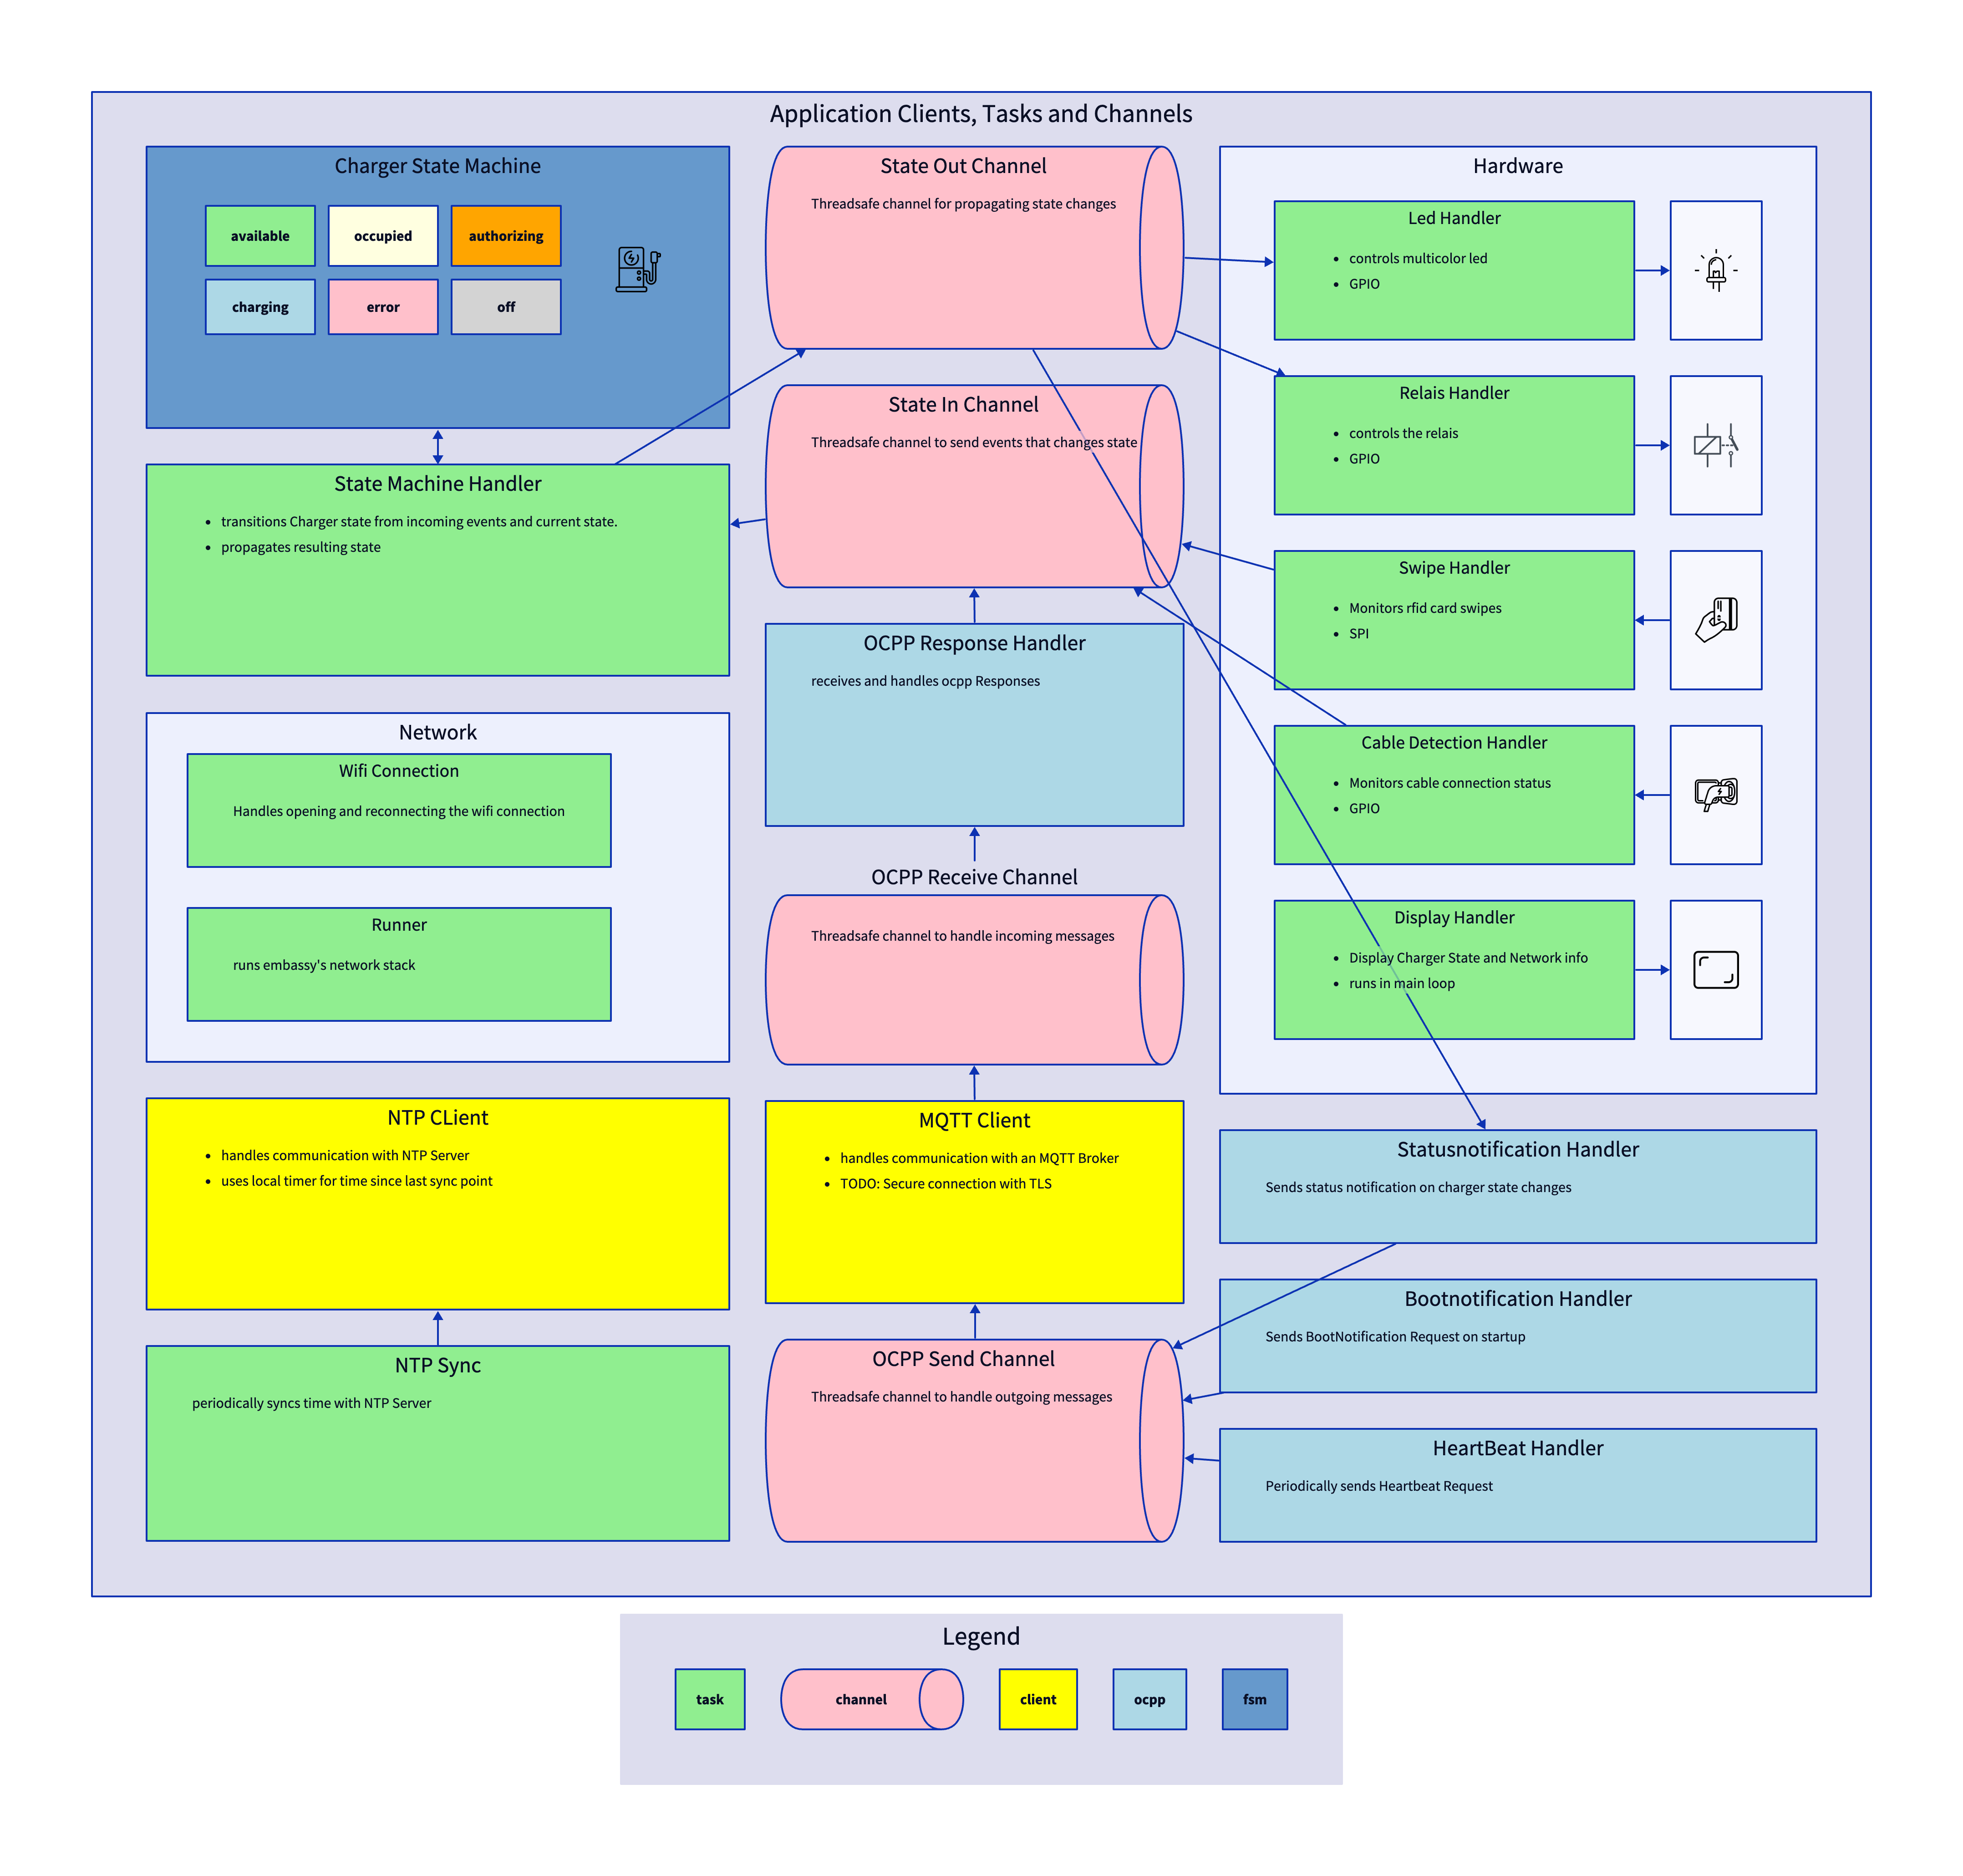 Application Clients, Tasks and Channels
Charger State Machine
available
occupied
authorizing
charging
error
off
State Machine Handler
transitions Charger state from incoming events and current state.
propagates resulting state
Network
Wifi Connection
Handles opening and reconnecting the wifi connection
Runner
runs embassy's network stack
NTP CLient
handles communication with NTP Server
uses local timer for time since last sync point
NTP Sync
periodically syncs time with NTP Server
State Out Channel
Threadsafe channel for propagating state changes
State In Channel
Threadsafe channel to send events that changes state
OCPP Response Handler
receives and handles ocpp Responses
OCPP Receive Channel
Threadsafe channel to handle incoming messages
MQTT Client
handles communication with an MQTT Broker
TODO: Secure connection with TLS
OCPP Send Channel
Threadsafe channel to handle outgoing messages
Hardware
Led Handler
controls multicolor led
GPIO
Relais Handler
controls the relais
GPIO
Swipe Handler
Monitors rfid card swipes
SPI
Cable Detection Handler
Monitors cable connection status
GPIO
Display Handler
Display Charger State and Network info
runs in main loop
Statusnotification Handler
Sends status notification on charger state changes
Bootnotification Handler
Sends BootNotification Request on startup
HeartBeat Handler
Periodically sends Heartbeat Request
Legend
task
channel
client
ocpp
fsm